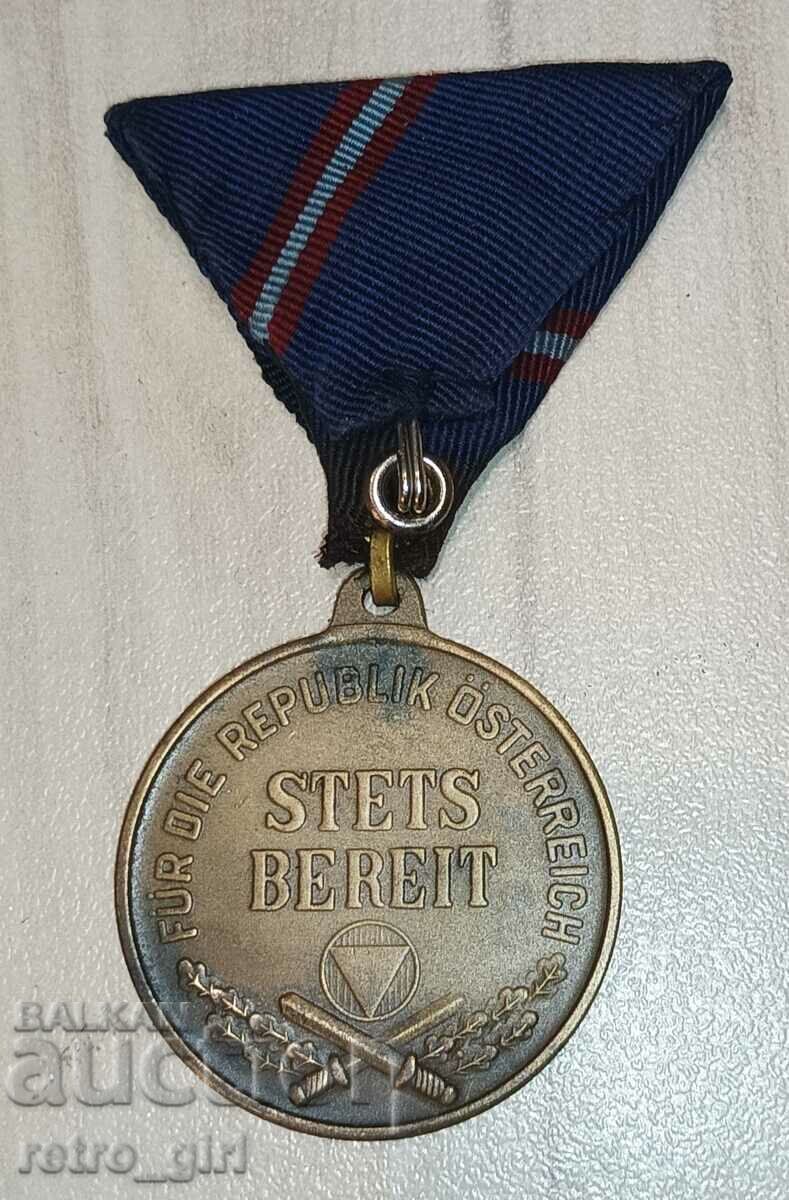 FÜR DIE REPUBLIK ÖSTERREICH
STETS
BEREIT
BALKAN
auction
retro_girl